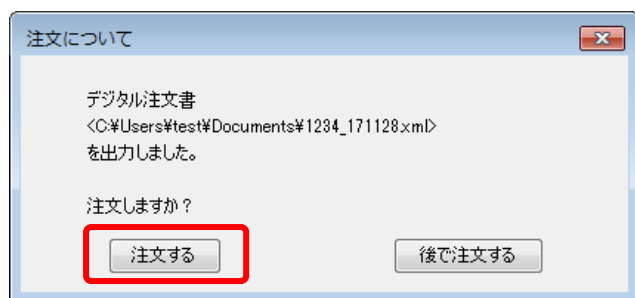 注文について
デジタル注文書
<C:¥Users¥test¥Documents¥1234_171128.xml>
を出力しました。
注文しますか？
注文する
後で注文する